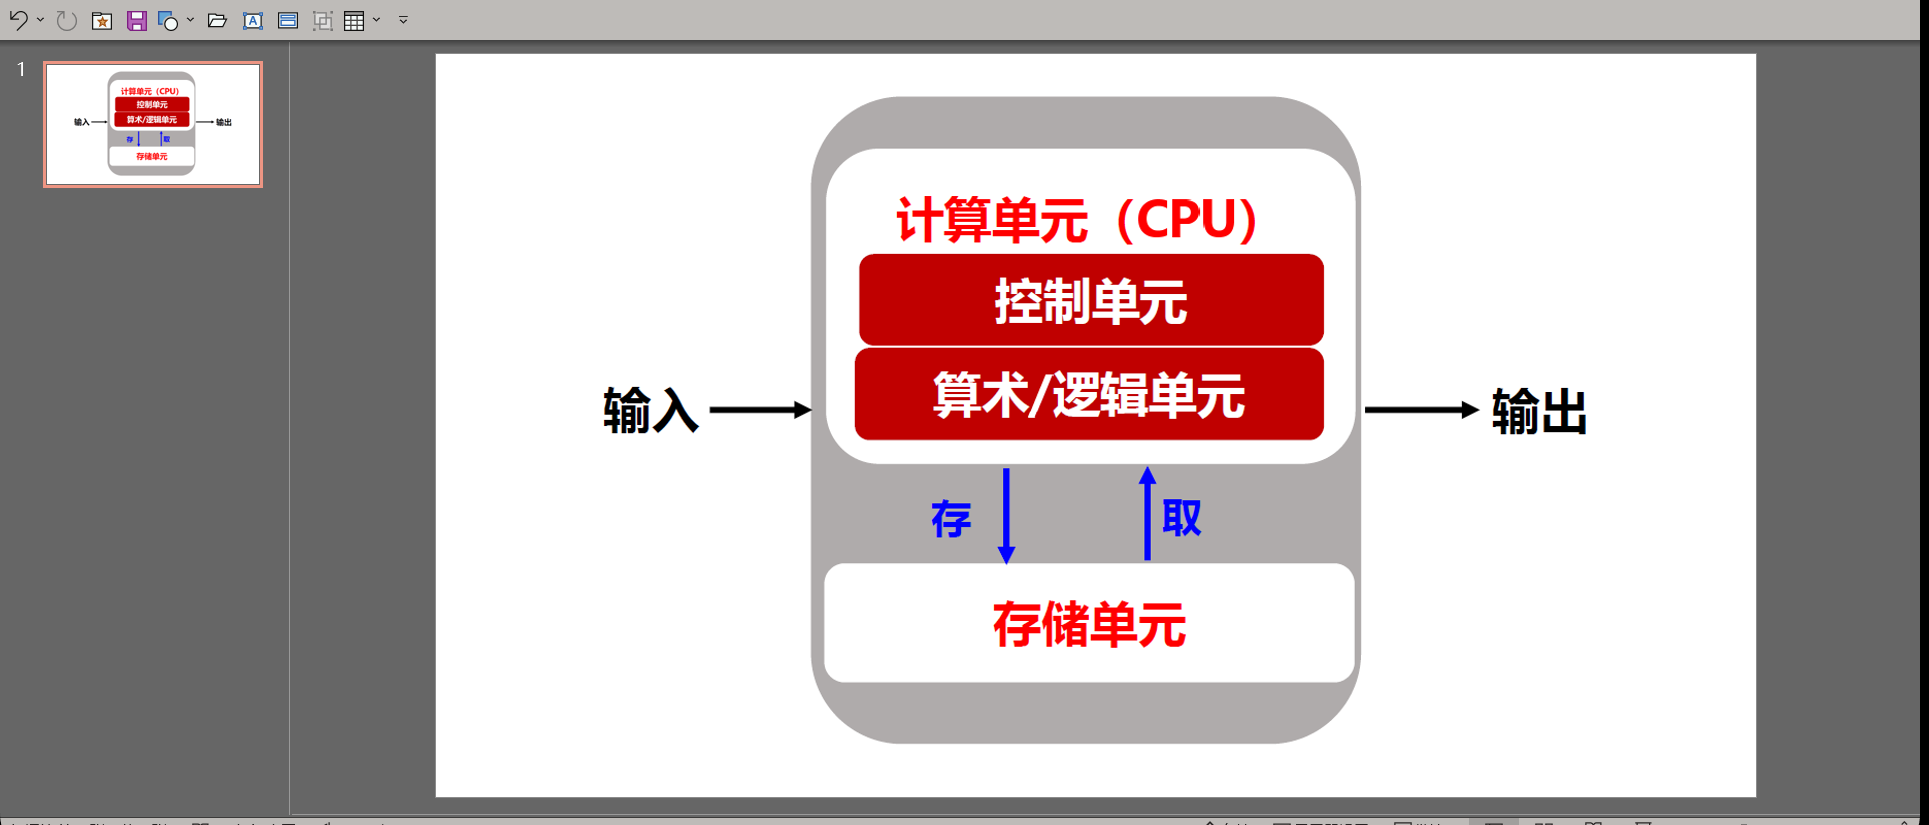 1
计算单元（CPU）
控制单元
算术/逻辑单元
输入
输出
存
取
存储单元
计算单元（CPU）
控制单元
算术/逻辑单元
输入
输出
存
取
存储单元